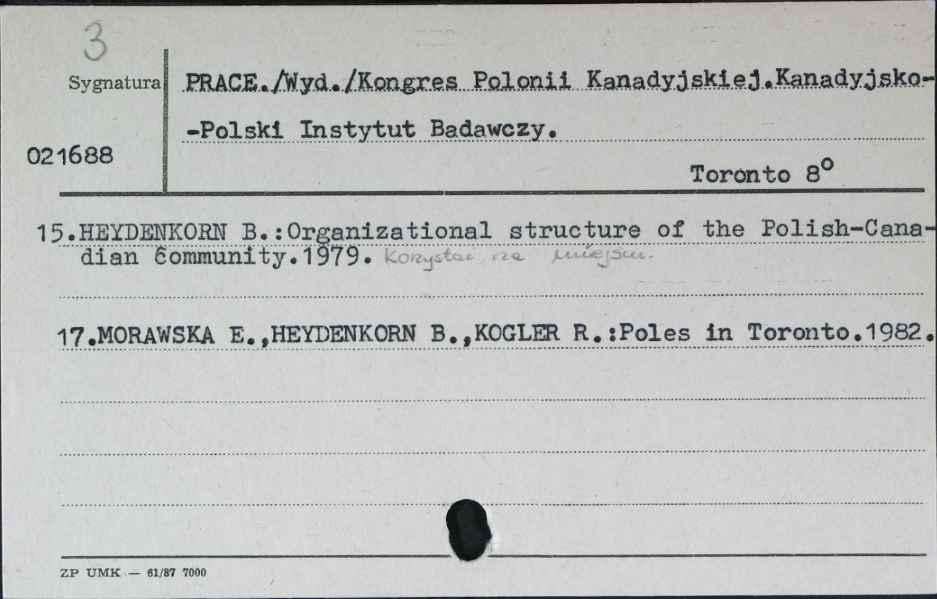 3
Sygnatura
PRACE./Wyd./Kongres Polonii Kanadyjskiej.Kanadyjsko-
-Polski Instytut Badawczy.
021688
Toronto 8°
15.HEYDENKORN B.:Organizational structure of the Polish-Cana-
dian Community.1979. Korzystać na miejscu.
17.MORAWSKA E.,HEYDENKORN B.,KOGLER R.:Poles in Toronto.1982.
ZP UMK — 61/87 7000